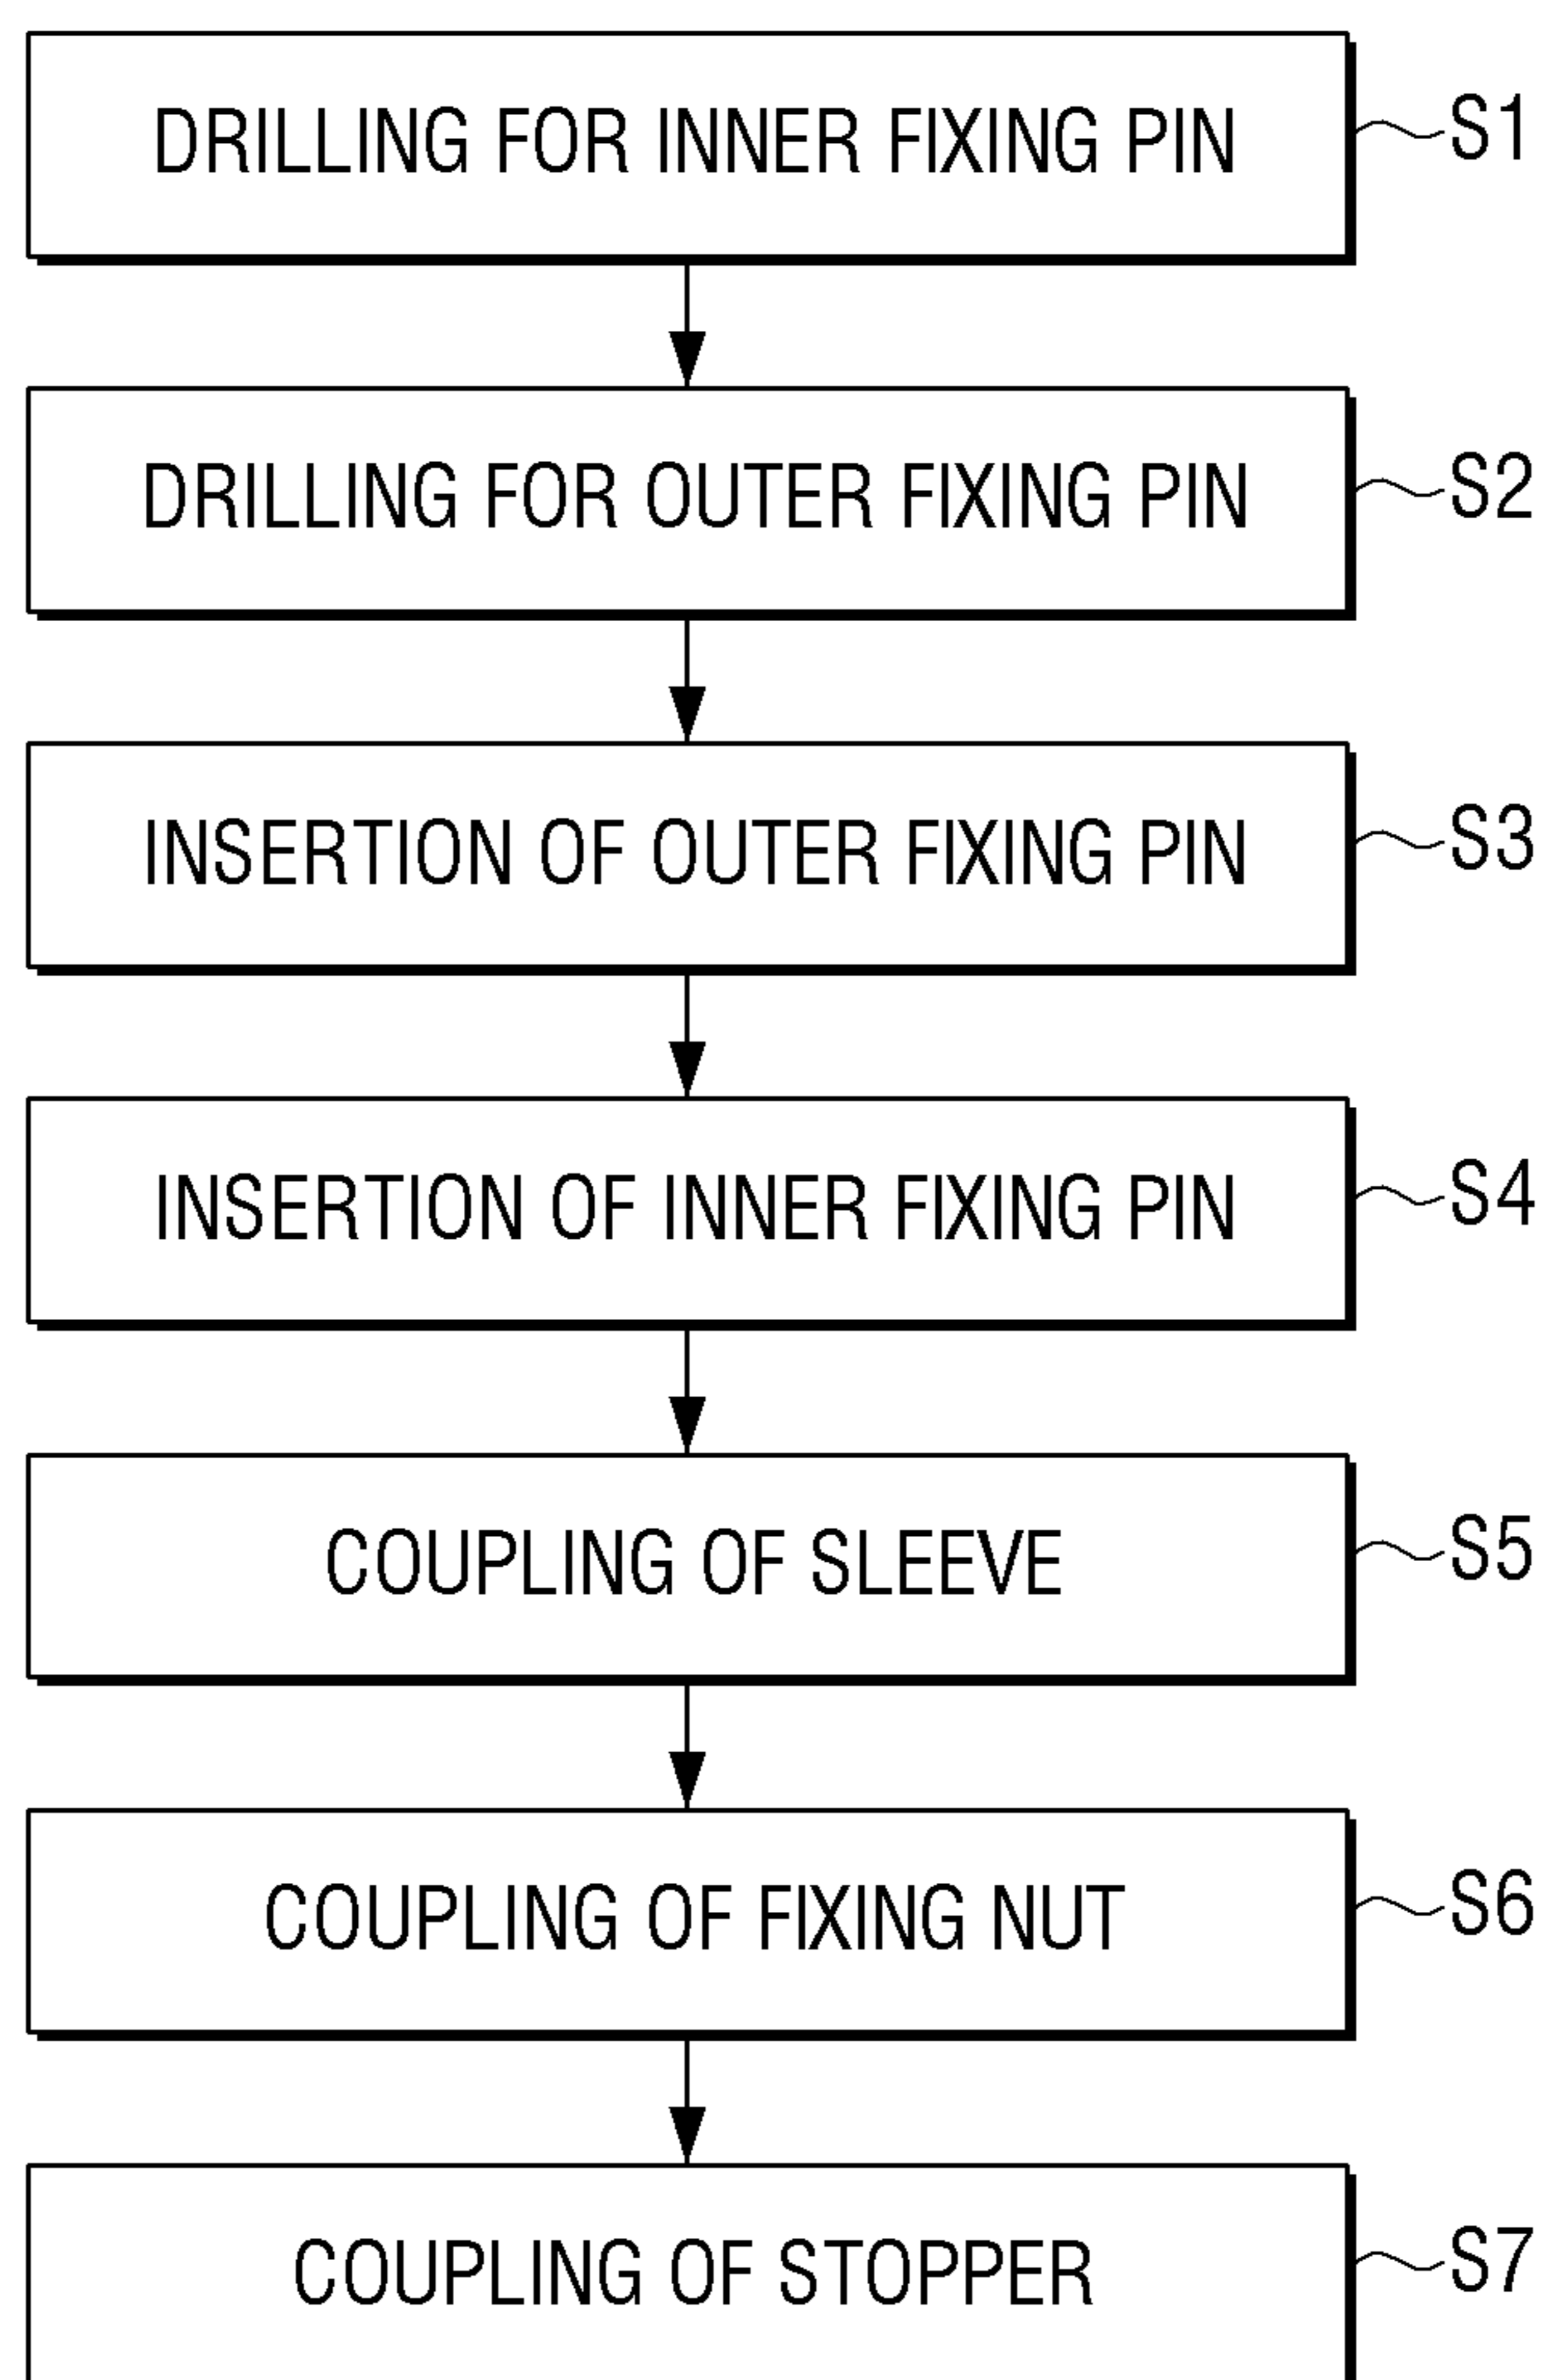 DRILLING FOR INNER FIXING PIN S1
DRILLING FOR OUTER FIXING PIN S2
INSERTION OF OUTER FIXING PIN S3
INSERTION OF INNER FIXING PIN S4
COUPLING OF SLEEVE S5
COUPLING OF FIXING NUT S6
COUPLING OF STOPPER S7